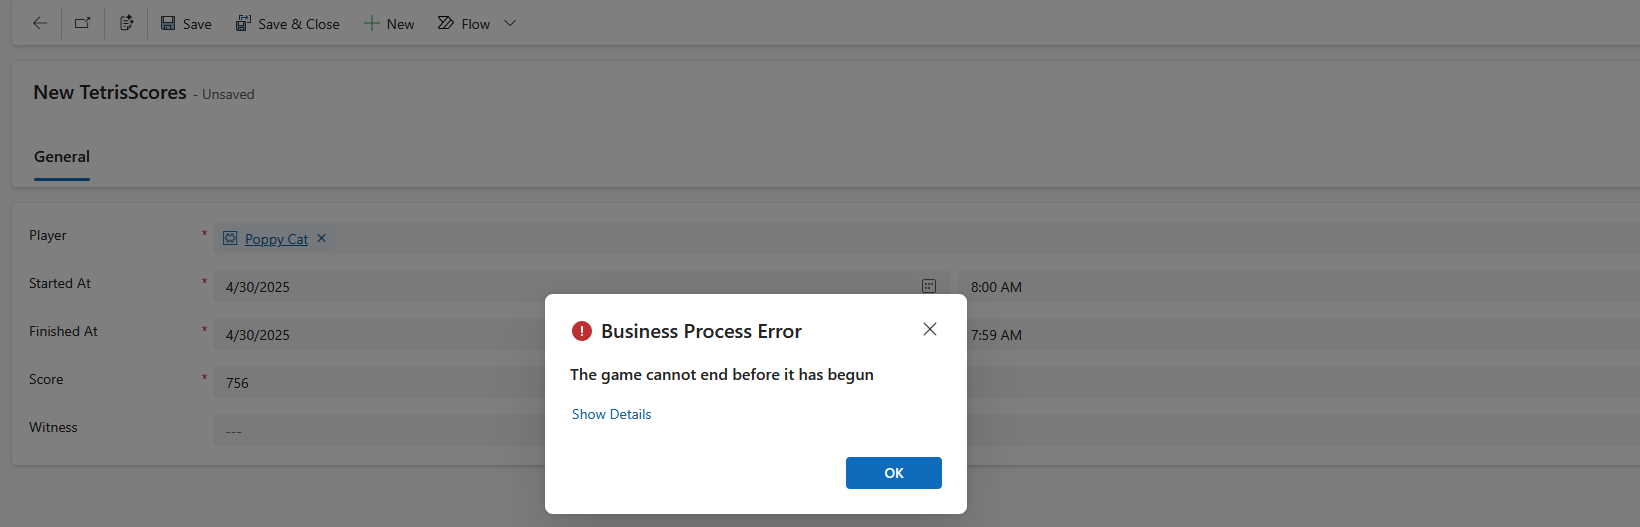 Save Save & Close New Flow
New TetrisScores - Unsaved
General
Player * Poppy Cat
Started At * 4/30/2025 8:00 AM
Finished At * 4/30/2025 7:59 AM
Score * 756
Witness ---
Business Process Error
The game cannot end before it has begun
Show Details
OK